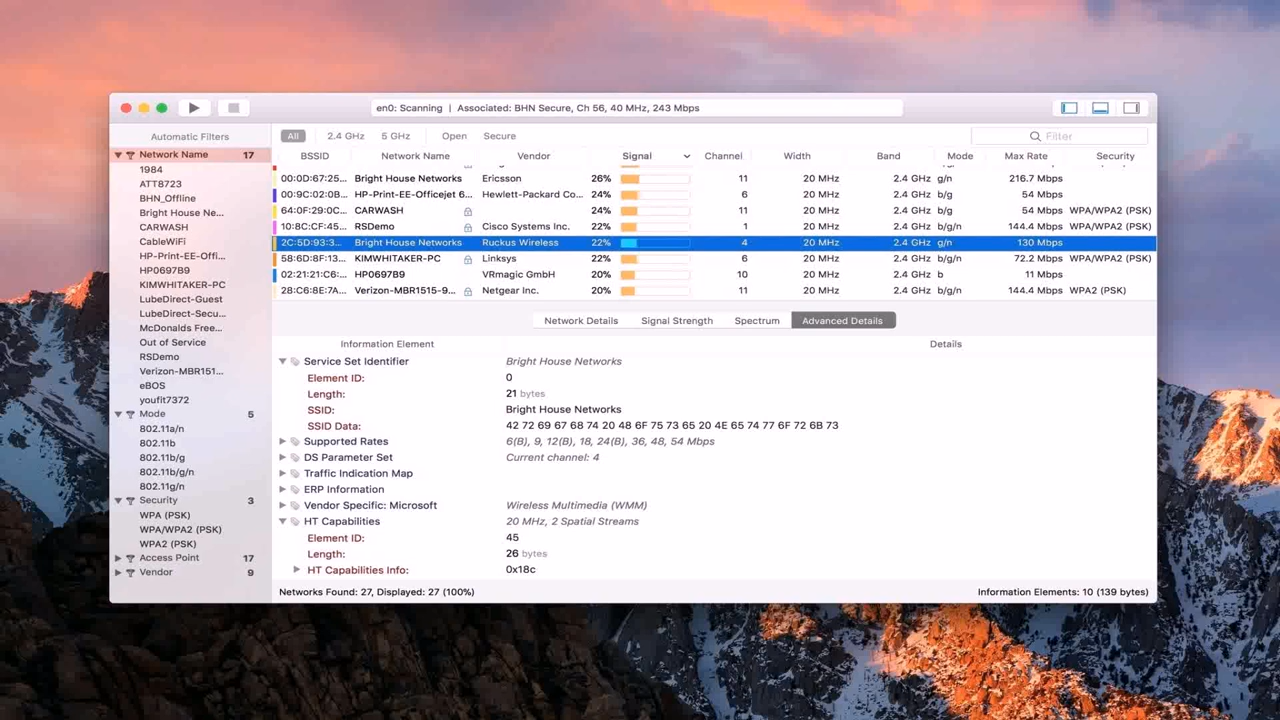 en0: Scanning | Associated: BHN Secure, Ch 56, 40 MHz, 243 Mbps
Automatic Filters
Network Name 17
1984
ATT8723
BHN_Offline
Bright House Ne...
CARWASH
CableWiFi
HP-Print-EE-Offi...
HP0697B9
KIMWHITAKER-PC
LubeDirect-Guest
LubeDirect-Secu...
McDonalds Free...
Out of Service
RSDemo
Verizon-MBR151...
eBOS
youfit7372
Mode 5
802.11a/n
802.11b
802.11b/g
802.11b/g/n
802.11g/n
Security 3
WPA (PSK)
WPA/WPA2 (PSK)
WPA2 (PSK)
Access Point 17
Vendor 9
All 2.4 GHz 5 GHz Open Secure Filter
BSSID Network Name Vendor Signal Channel Width Band Mode Max Rate Security
00:0D:67:25... Bright House Networks Ericsson 26% 11 20 MHz 2.4 GHz g/n 216.7 Mbps
00:9C:02:0B... HP-Print-EE-Officejet 6... Hewlett-Packard Co... 24% 6 20 MHz 2.4 GHz b/g 54 Mbps
64:0F:29:0C... CARWASH 24% 11 20 MHz 2.4 GHz b/g 54 Mbps WPA/WPA2 (PSK)
10:8C:CF:45... RSDemo Cisco Systems Inc. 22% 1 20 MHz 2.4 GHz b/g/n 144.4 Mbps WPA/WPA2 (PSK)
2C:5D:93:3... Bright House Networks Ruckus Wireless 22% 4 20 MHz 2.4 GHz g/n 130 Mbps
58:6D:8F:13... KIMWHITAKER-PC Linksys 22% 6 20 MHz 2.4 GHz b/g/n 72.2 Mbps WPA/WPA2 (PSK)
02:21:21:C6:... HP0697B9 VRmagic GmbH 20% 10 20 MHz 2.4 GHz b 11 Mbps
28:C6:8E:7A... Verizon-MBR1515-9... Netgear Inc. 20% 11 20 MHz 2.4 GHz b/g/n 144.4 Mbps WPA2 (PSK)
Network Details Signal Strength Spectrum Advanced Details
Information Element Details
Service Set Identifier Bright House Networks
Element ID: 0
Length: 21 bytes
SSID: Bright House Networks
SSID Data: 42 72 69 67 68 74 20 48 6F 75 73 65 20 4E 65 74 77 6F 72 6B 73
Supported Rates 6(B), 9, 12(B), 18, 24(B), 36, 48, 54 Mbps
DS Parameter Set Current channel: 4
Traffic Indication Map
ERP Information
Vendor Specific: Microsoft Wireless Multimedia (WMM)
HT Capabilities 20 MHz, 2 Spatial Streams
Element ID: 45
Length: 26 bytes
HT Capabilities Info: 0x18c
Networks Found: 27, Displayed: 27 (100%) Information Elements: 10 (139 bytes)